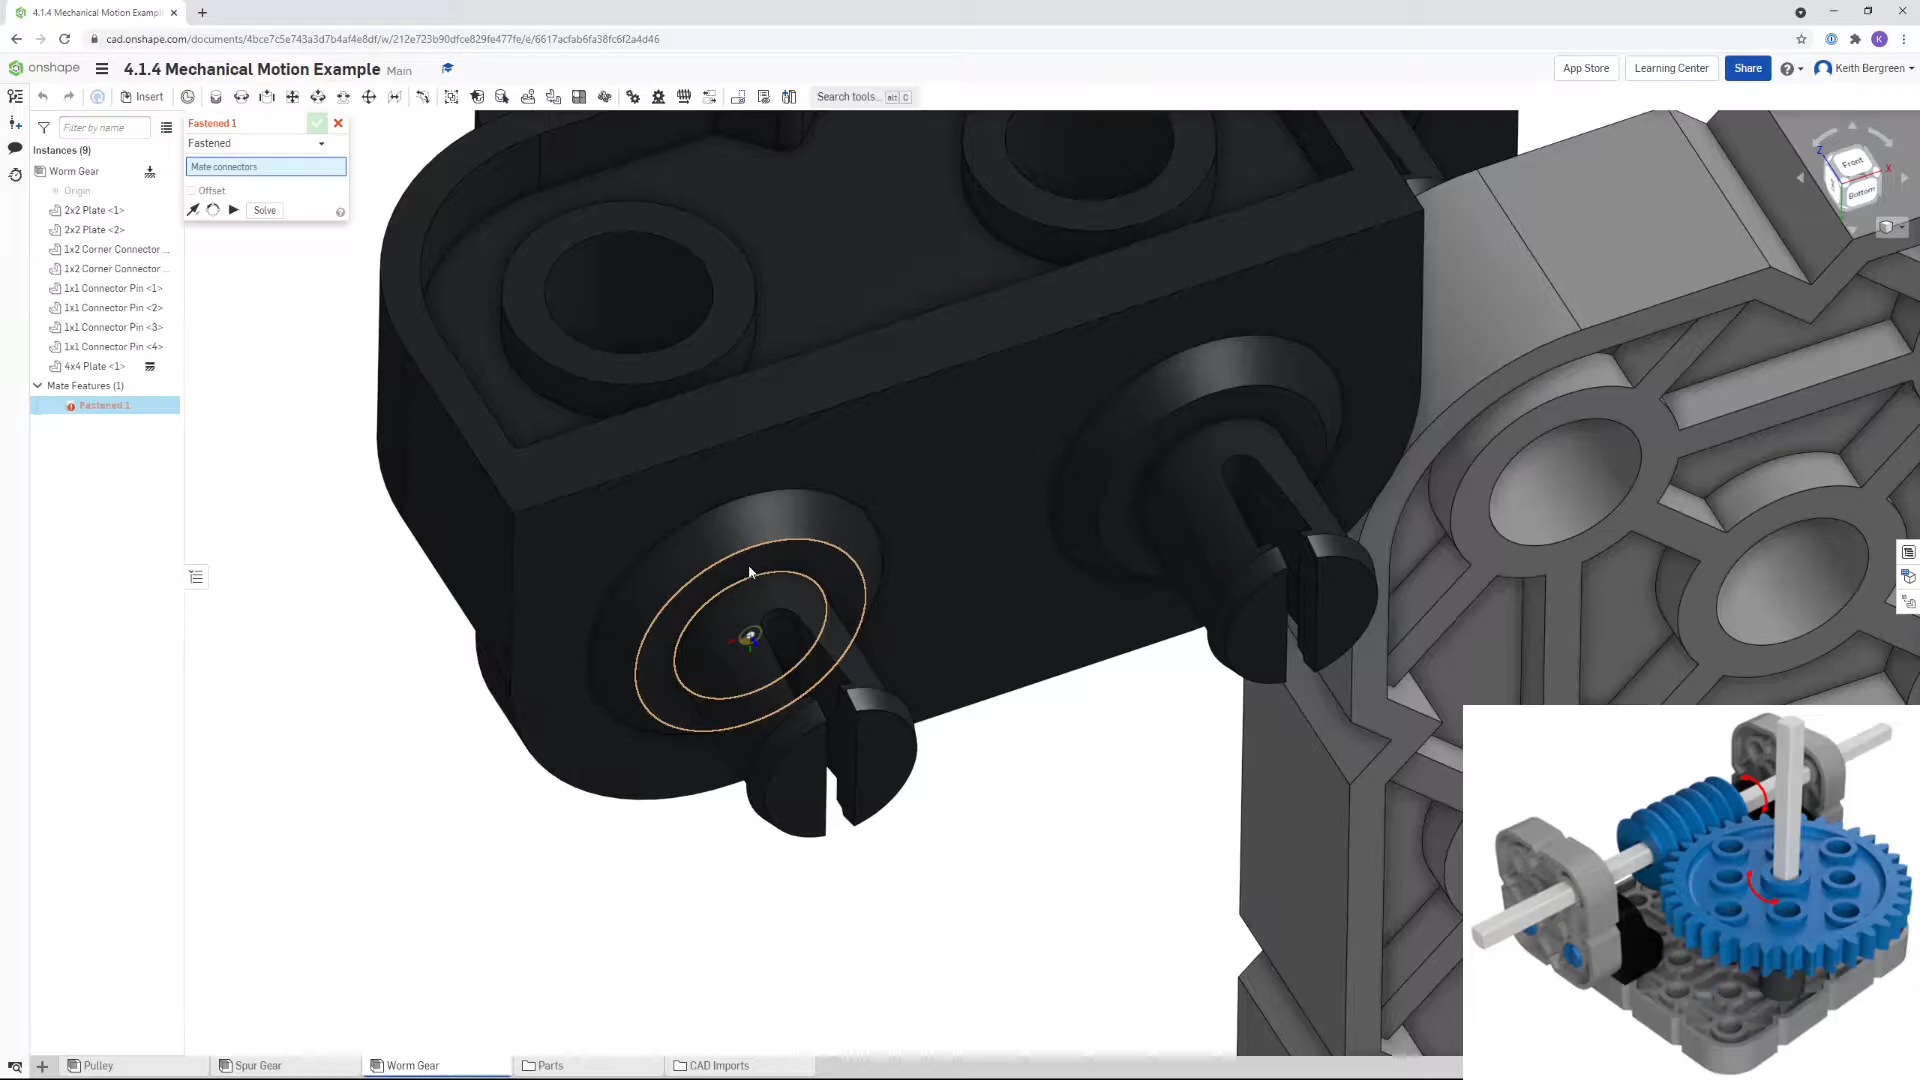 4.1.4 Mechanical Motion Exampl
cad.onshape.com/documents/4bce7c5e743a3d7b4af4e8df/w/212e723b90dfce829fe477fe/e/6617acfab6fa38fc6f2a4d46
K
onshape
4.1.4 Mechanical Motion Example Main
App Store
Learning Center
Share
Keith Bergreen
Insert
Search tools... alt C
Filter by name
Instances (9)
Worm Gear
Origin
2x2 Plate <1>
2x2 Plate <2>
1x2 Corner Connector ...
1x2 Corner Connector ...
1x1 Connector Pin <1>
1x1 Connector Pin <2>
1x1 Connector Pin <3>
1x1 Connector Pin <4>
4x4 Plate <1>
Mate Features (1)
Fastened 1
Fastened 1
Fastened
Mate connectors
Offset
Solve
Z
Front
X
Bottom
Pulley
Spur Gear
Worm Gear
Parts
CAD Imports